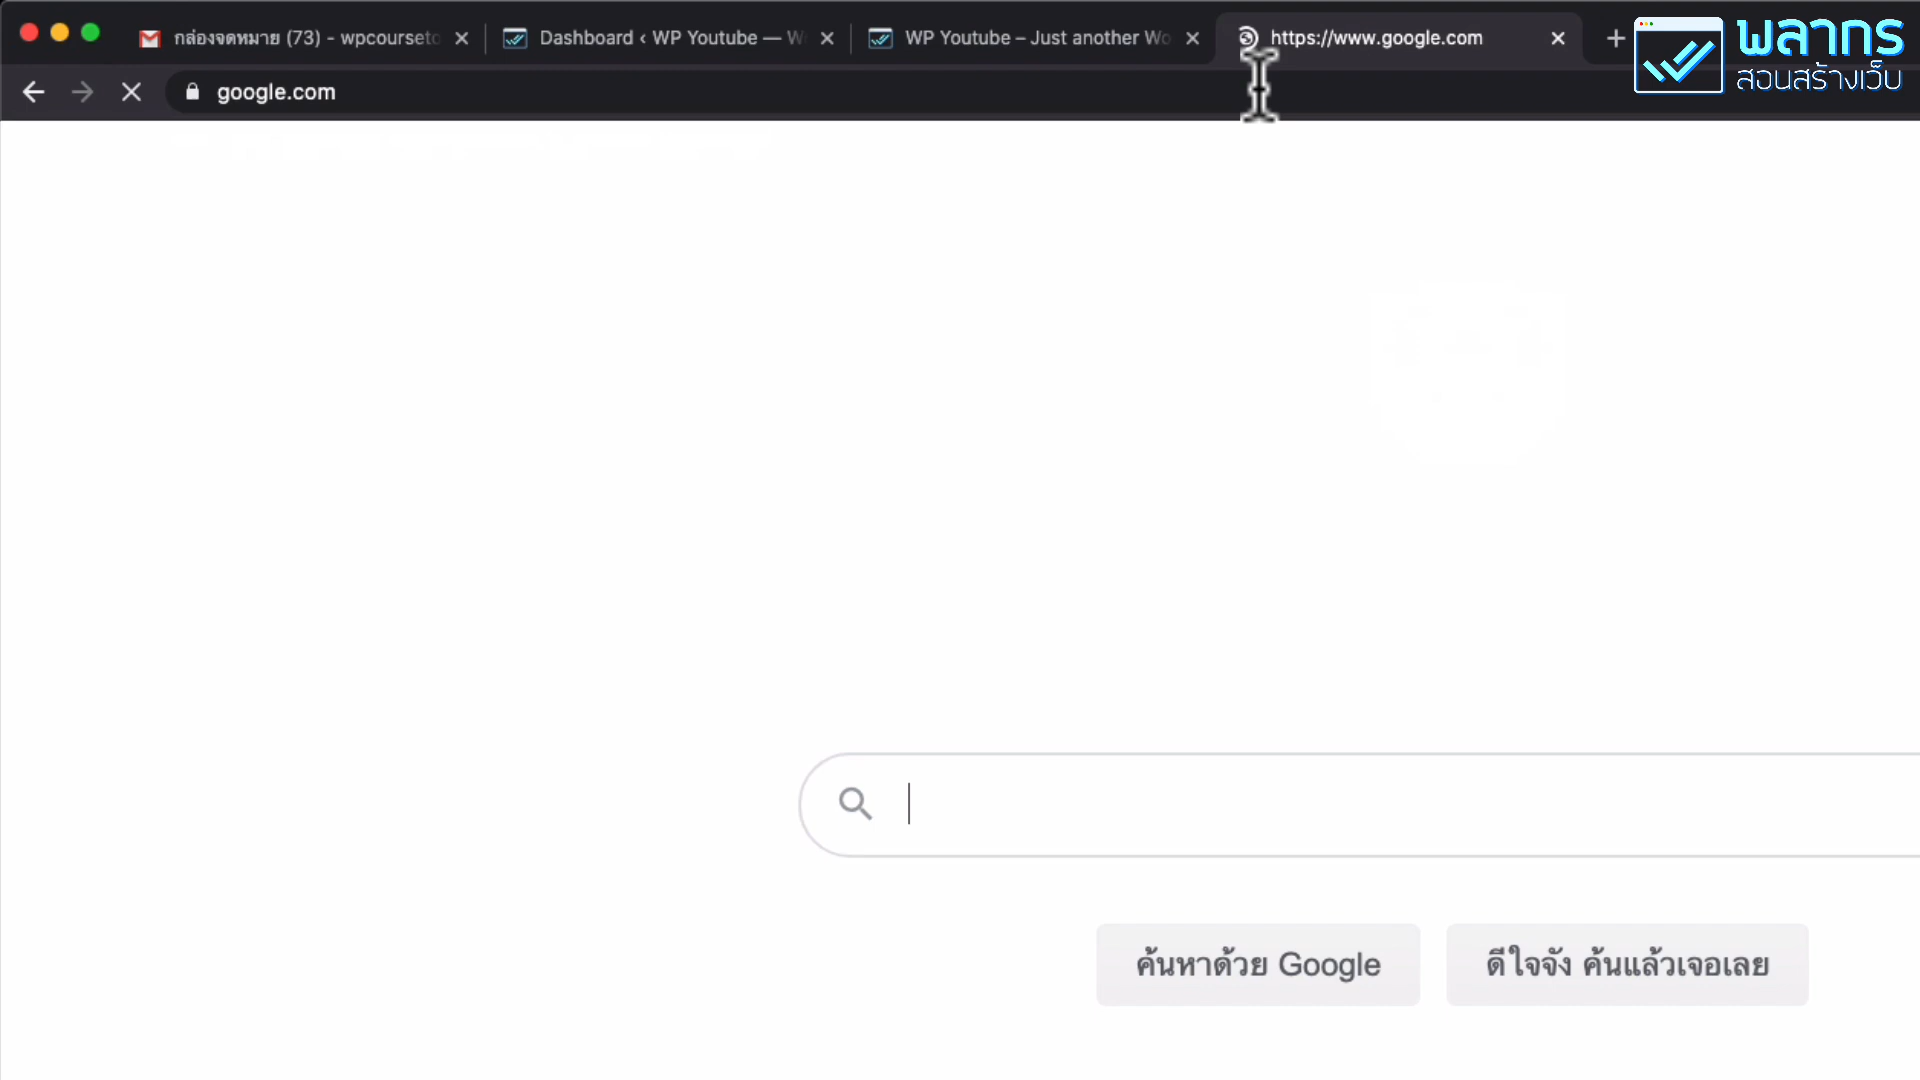 กล่องจดหมาย (73) - wpcourseto
Dashboard ‹ WP Youtube — W
WP Youtube – Just another Wo
https://www.google.com
พลากร
สอนสร้างเว็บ
google.com
ค้นหาด้วย Google
ดีใจจัง ค้นแล้วเจอเลย